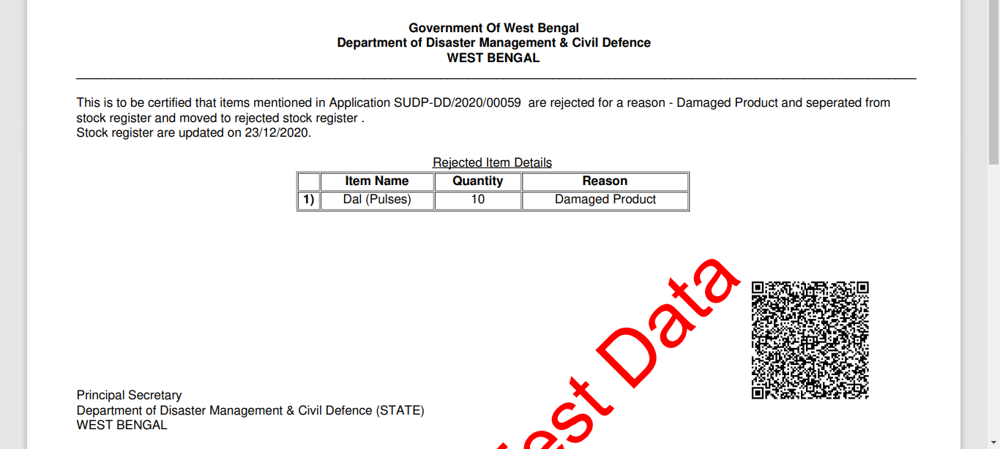 Government Of West Bengal
Department of Disaster Management & Civil Defence
WEST BENGAL
This is to be certified that items mentioned in Application SUDP-DD/2020/00059 are rejected for a reason - Damaged Product and seperated from
stock register and moved to rejected stock register .
Stock register are updated on 23/12/2020.
Rejected Item Details
Item Name Quantity Reason
1) Dal (Pulses) 10 Damaged Product
est Data
Principal Secretary
Department of Disaster Management & Civil Defence (STATE)
WEST BENGAL